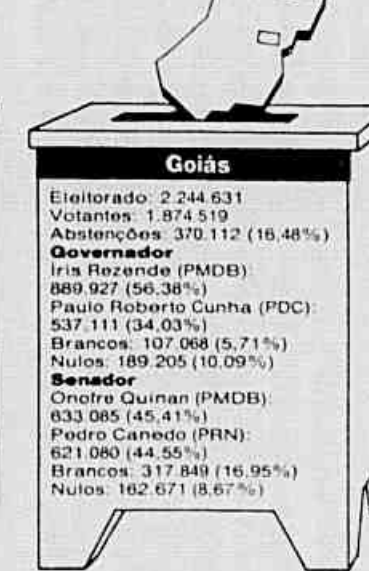 Goiás
Eleitorado: 2.244.631
Votantes: 1.874.519
Abstenções: 370.112 (16,48%)
Governador
Iris Rezende (PMDB):
889.927 (56,38%)
Paulo Roberto Cunha (PDC):
537.111 (34,03%)
Brancos: 107.068 (5,71%)
Nulos: 189.205 (10,09%)
Senador
Onofre Quinan (PMDB):
633.085 (45,41%)
Pedro Canedo (PRN):
621.080 (44,55%)
Brancos: 317.849 (16,95%)
Nulos: 162.671 (8,67%)